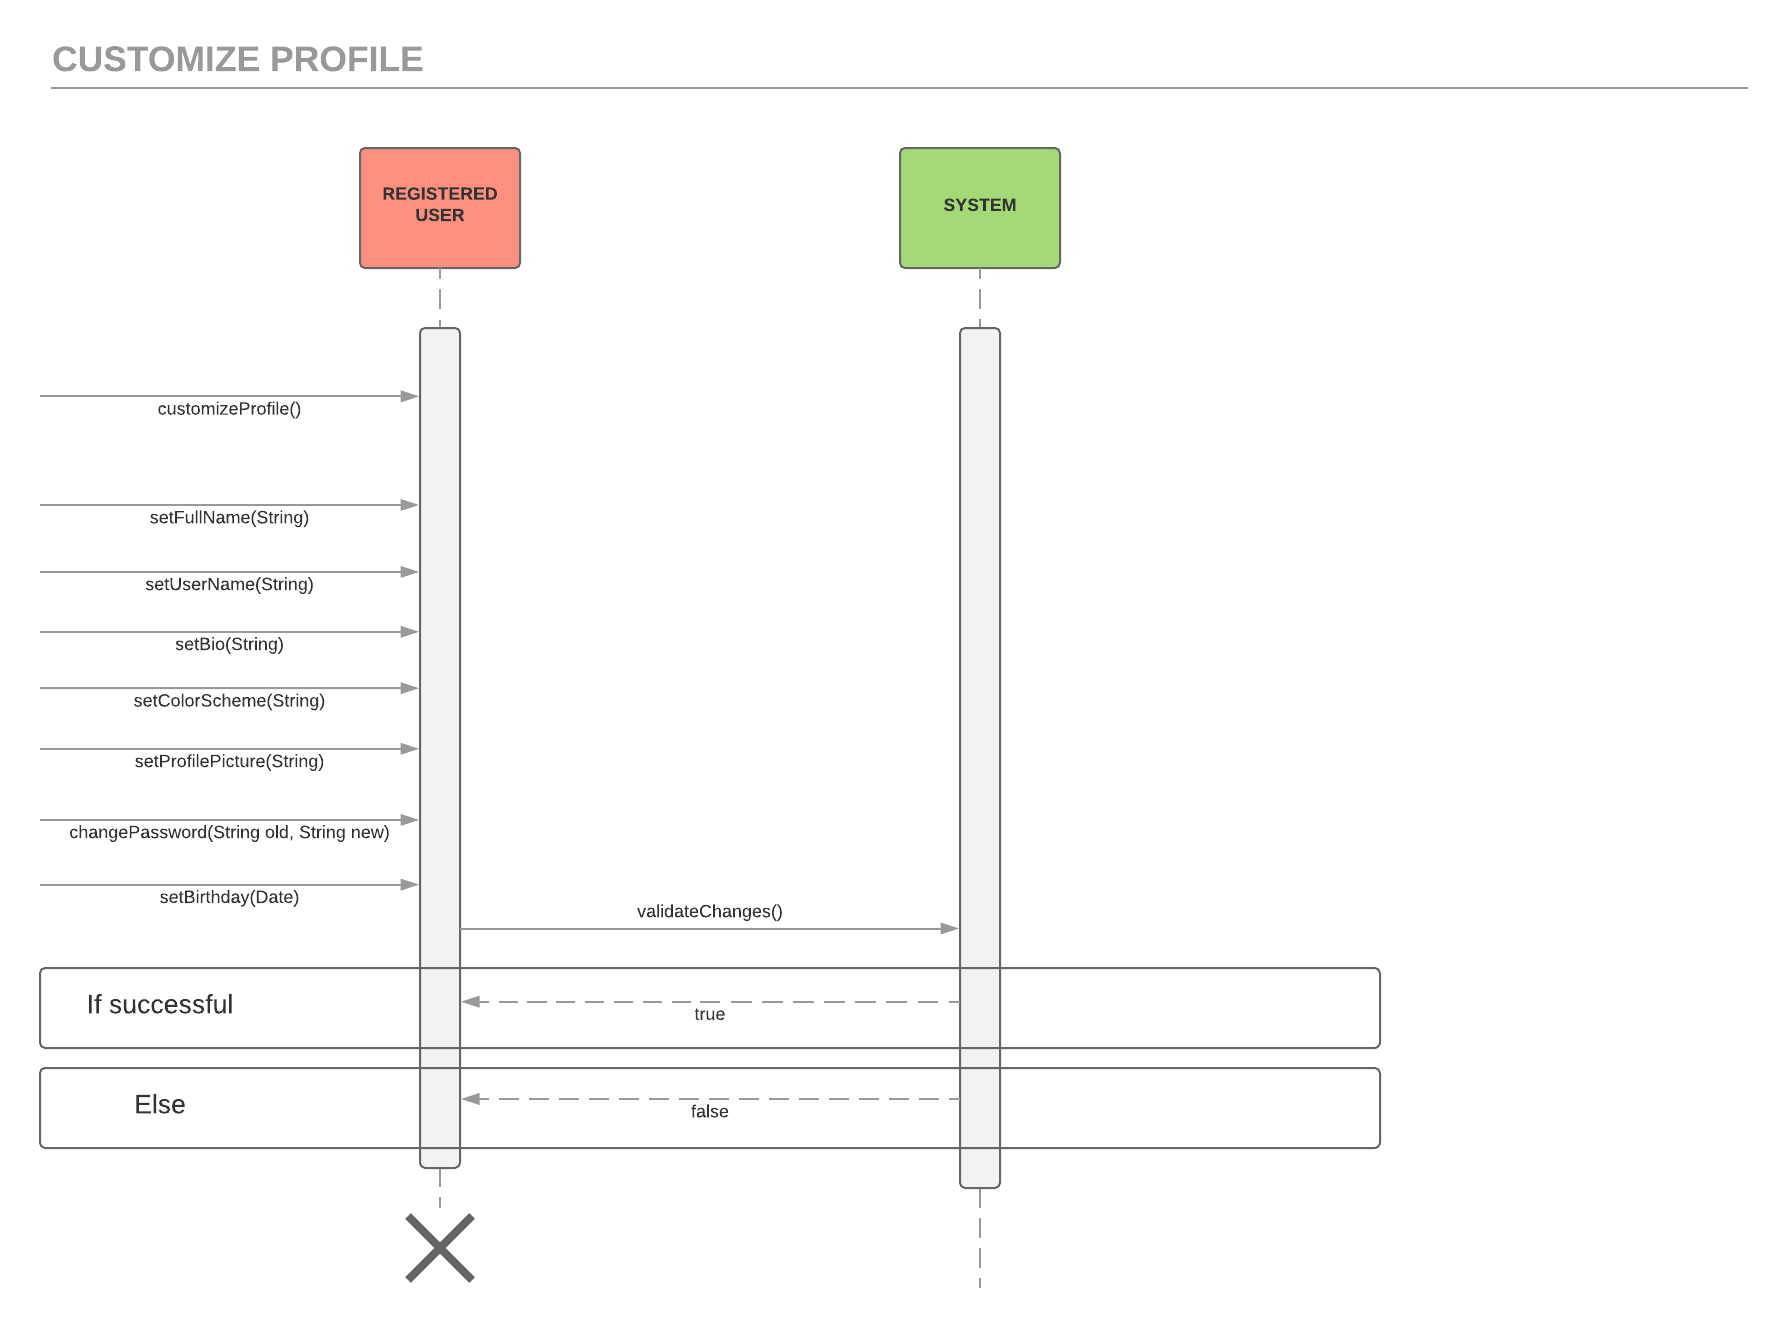 CUSTOMIZE PROFILE
REGISTERED
USER
SYSTEM
customizeProfile()
setFullName(String)
setUserName(String)
setBio(String)
setColorScheme(String)
setProfilePicture(String)
changePassword(String old, String new)
setBirthday(Date)
validateChanges()
If successful
true
Else
false